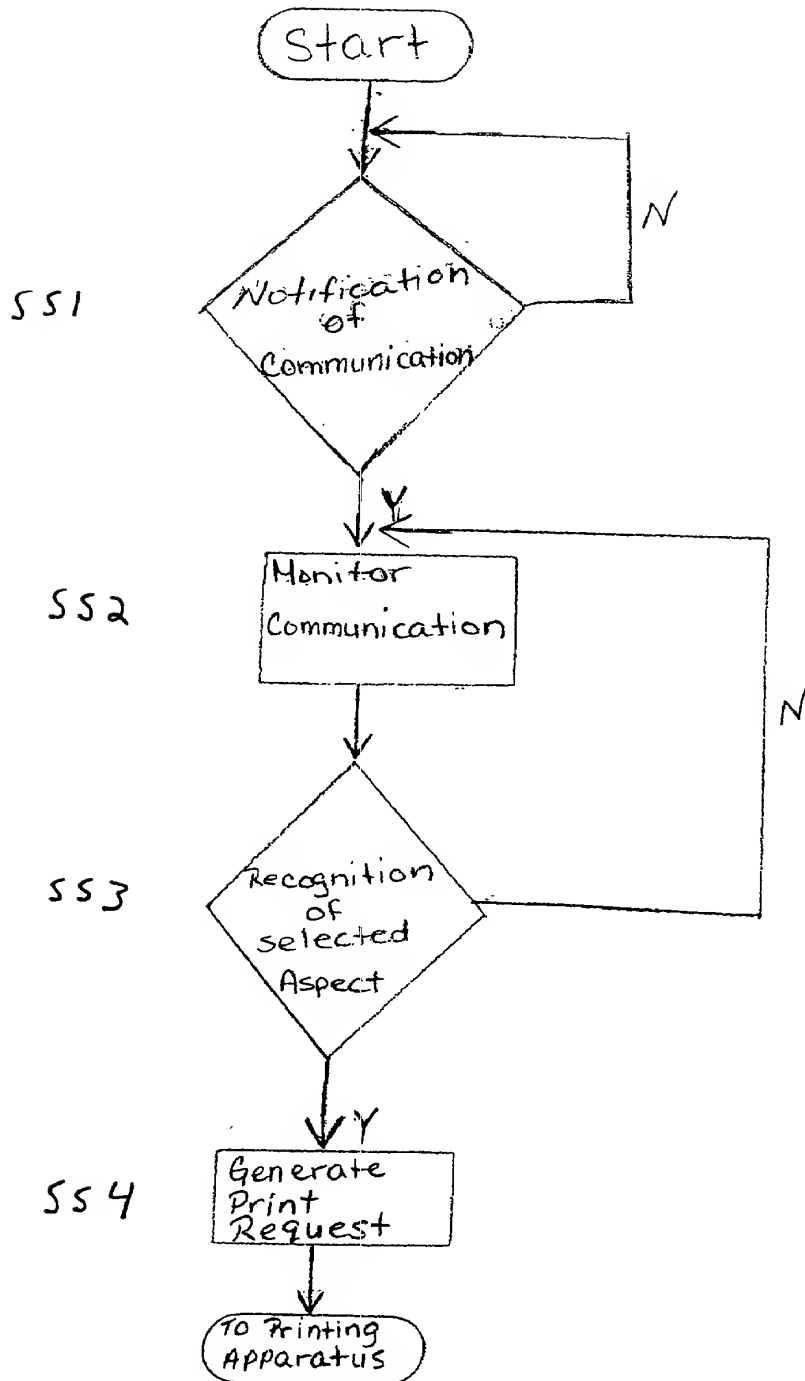 Start
N
SS1
Notification
of
Communication
Y
SS2
Monitor
Communication
N
SS3
Recognition
of
selected
Aspect
Y
SS4
Generate
Print
Request
To Printing
APParatus